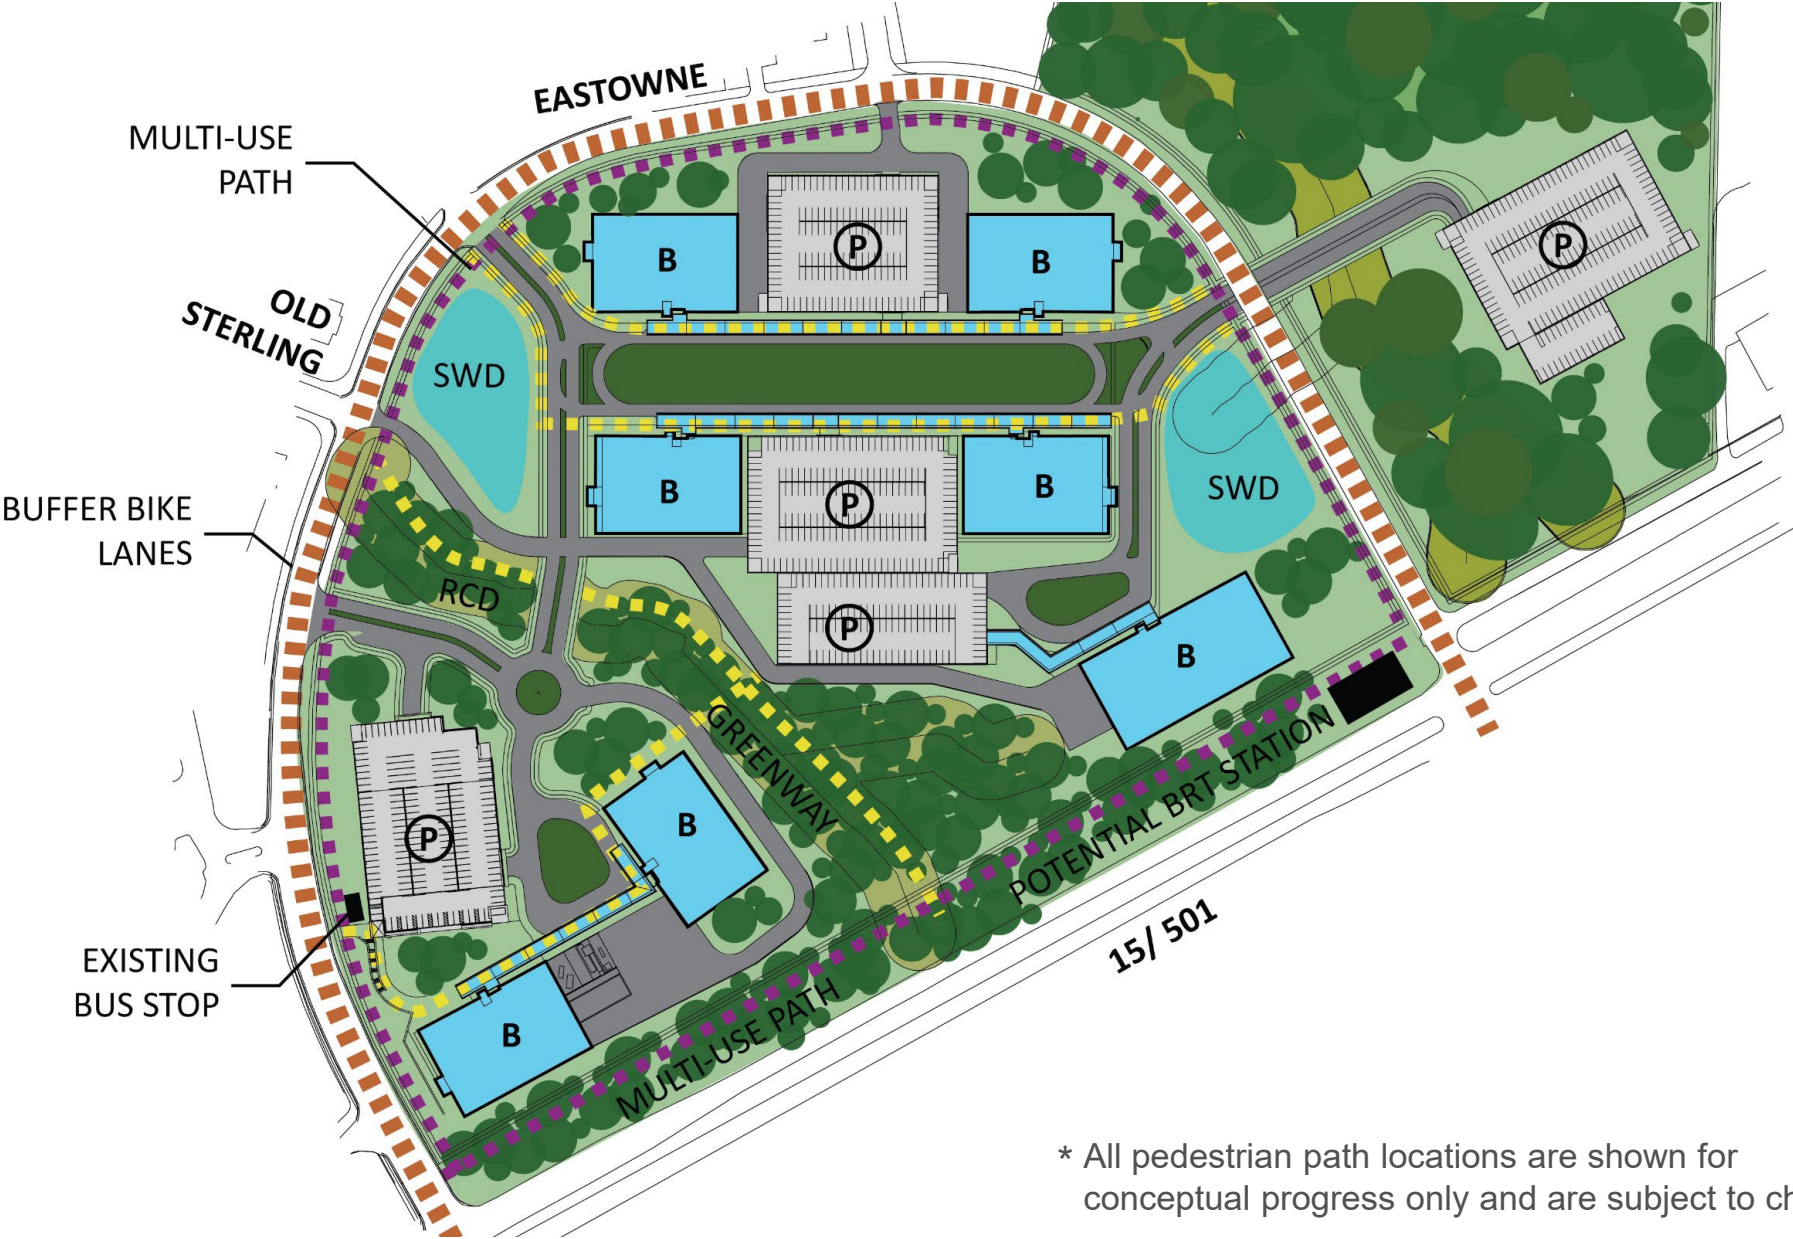 EASTOWNE
MULTI-USE
PATH
B
P
B
P
OLD
STERLING
SWD
B
P
B
SWD
BUFFER BIKE
LANES
RCD
P
B
GREENWAY
POTENTIAL BRT STATION
P
B
15/ 501
EXISTING
BUS STOP
B
MULTI-USE PATH
* All pedestrian path locations are shown for
conceptual progress only and are subject to ch